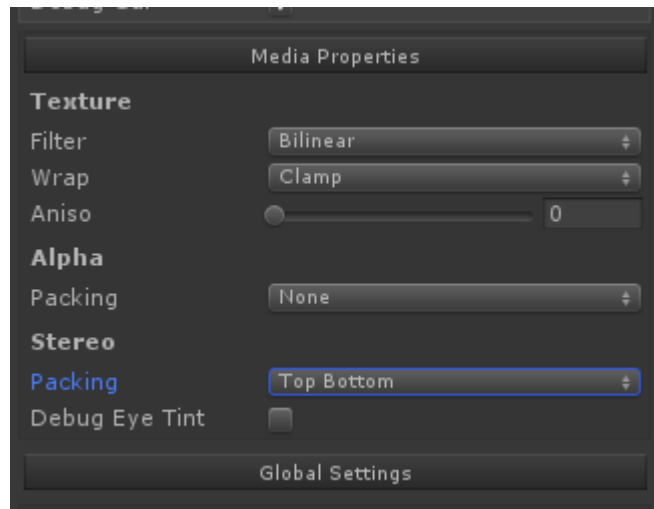 Media Properties
Texture
Filter Bilinear
Wrap Clamp
Aniso 0
Alpha
Packing None
Stereo
Packing Top Bottom
Debug Eye Tint
Global Settings